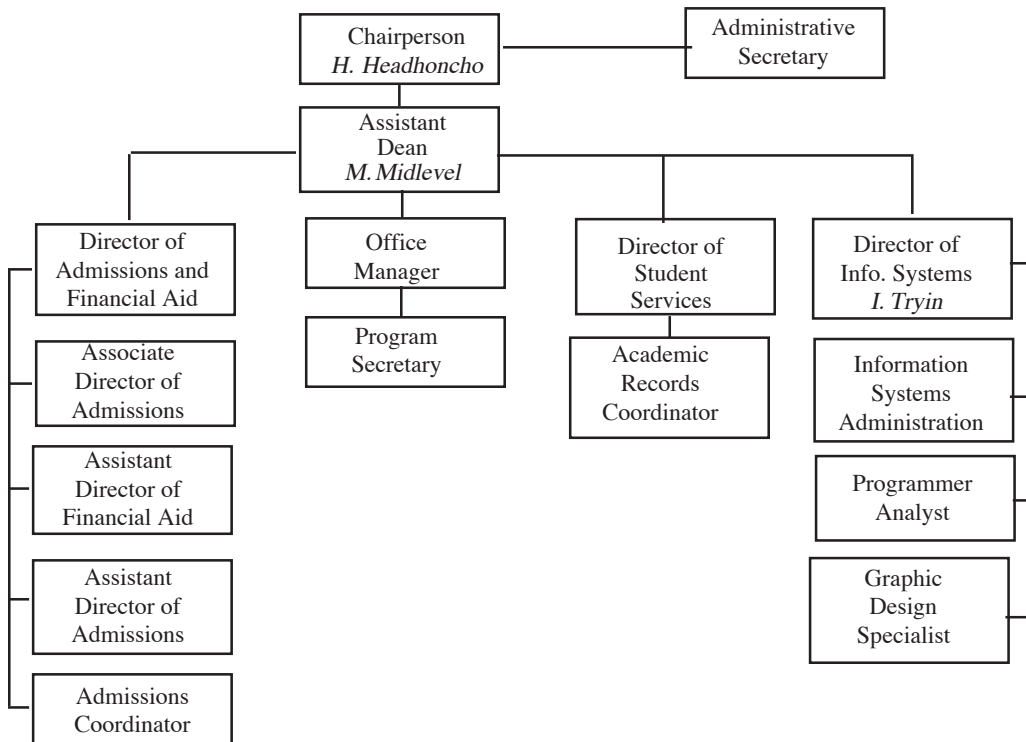 Chairperson
H. Headhoncho
Administrative
Secretary
Assistant
Dean
M. Midlevel
Director of
Admissions and
Financial Aid
Office
Manager
Director of
Student
Services
Director of
Info. Systems
I. Tryin
Associate
Director of
Admissions
Program
Secretary
Academic
Records
Coordinator
Information
Systems
Administration
Assistant
Director of
Financial Aid
Programmer
Analyst
Assistant
Director of
Admissions
Graphic
Design
Specialist
Admissions
Coordinator